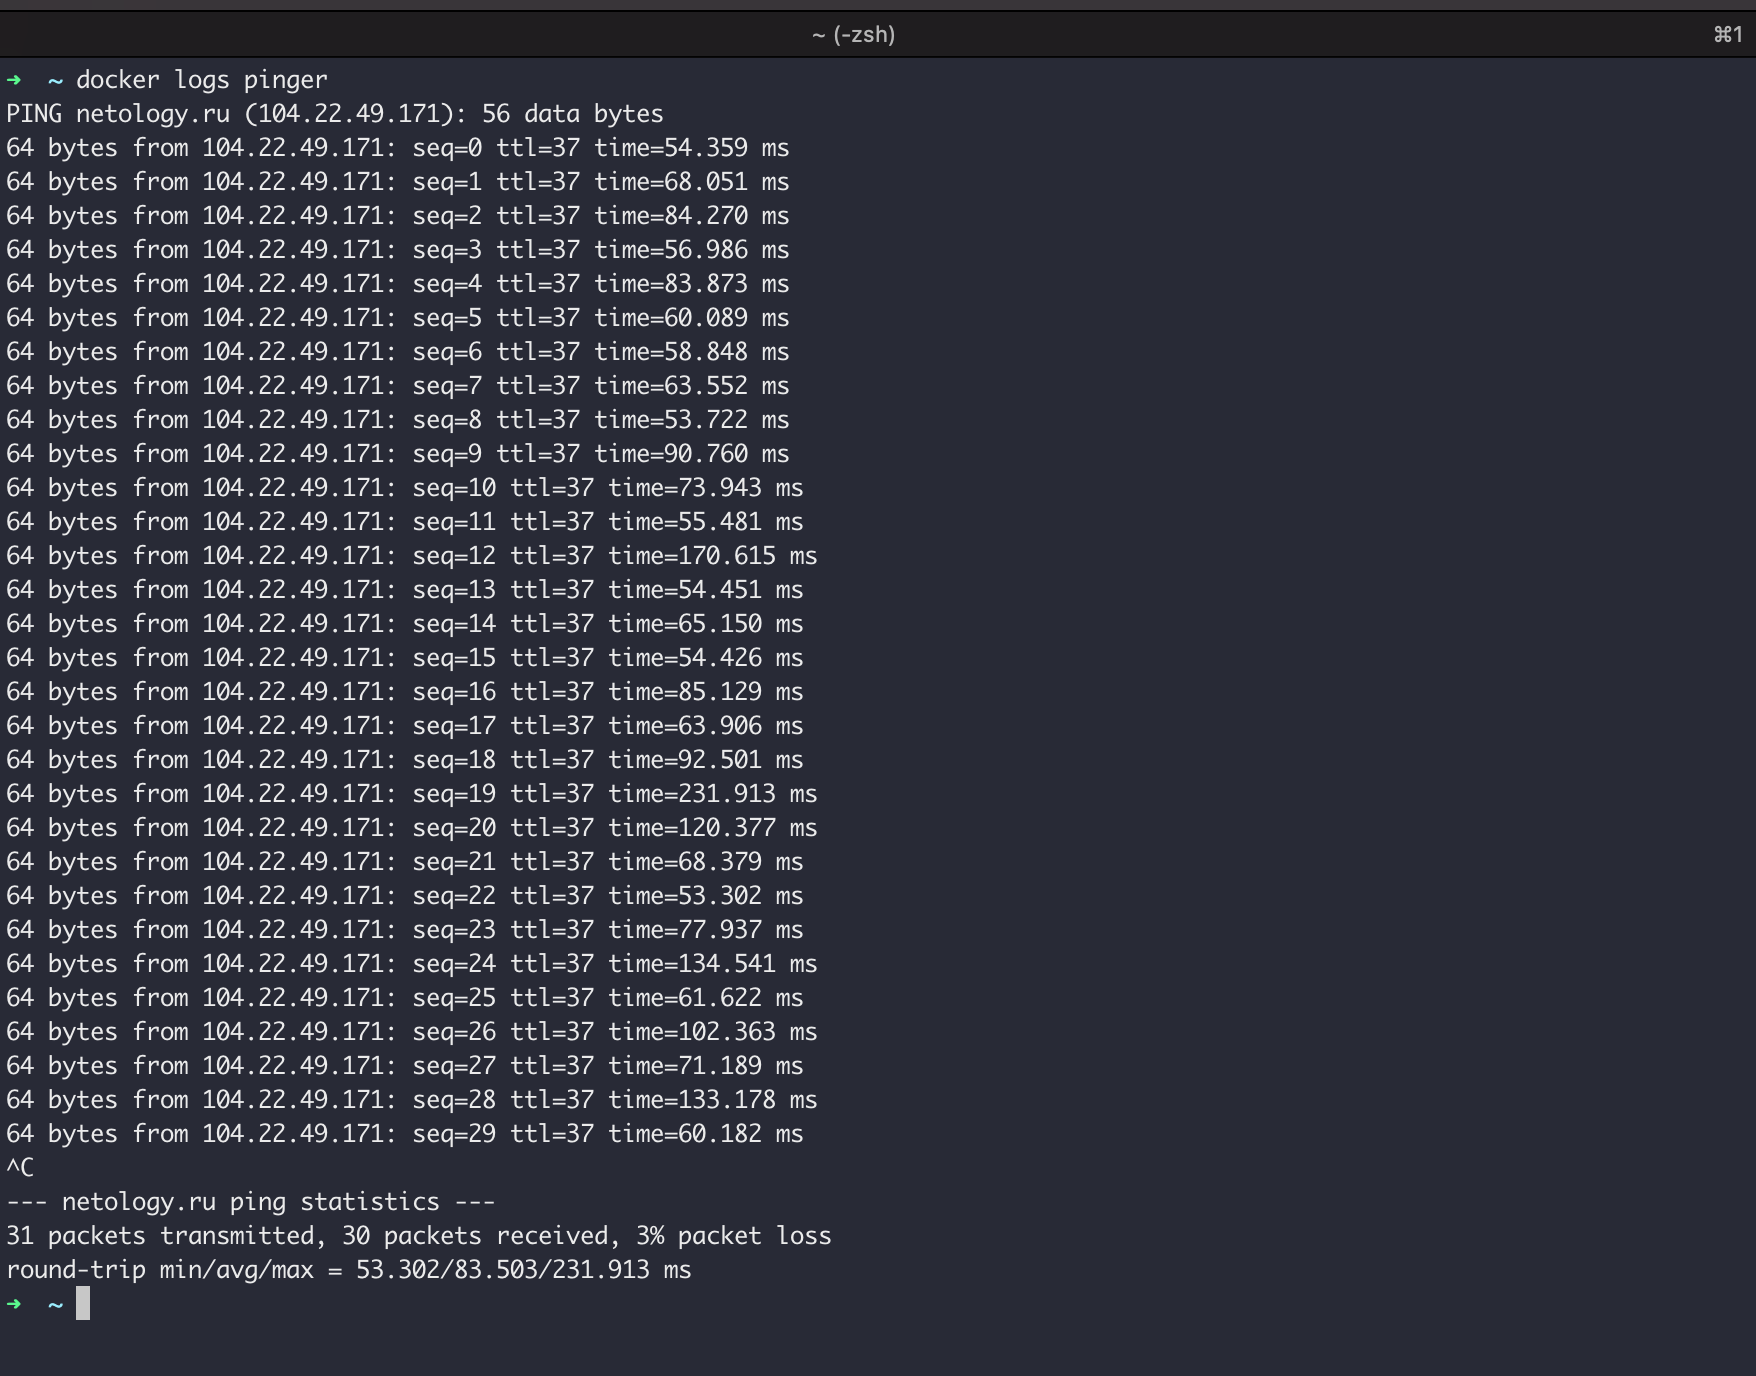 ~ (-zsh)
⌘1
➜  ~ docker logs pinger
PING netology.ru (104.22.49.171): 56 data bytes
64 bytes from 104.22.49.171: seq=0 ttl=37 time=54.359 ms
64 bytes from 104.22.49.171: seq=1 ttl=37 time=68.051 ms
64 bytes from 104.22.49.171: seq=2 ttl=37 time=84.270 ms
64 bytes from 104.22.49.171: seq=3 ttl=37 time=56.986 ms
64 bytes from 104.22.49.171: seq=4 ttl=37 time=83.873 ms
64 bytes from 104.22.49.171: seq=5 ttl=37 time=60.089 ms
64 bytes from 104.22.49.171: seq=6 ttl=37 time=58.848 ms
64 bytes from 104.22.49.171: seq=7 ttl=37 time=63.552 ms
64 bytes from 104.22.49.171: seq=8 ttl=37 time=53.722 ms
64 bytes from 104.22.49.171: seq=9 ttl=37 time=90.760 ms
64 bytes from 104.22.49.171: seq=10 ttl=37 time=73.943 ms
64 bytes from 104.22.49.171: seq=11 ttl=37 time=55.481 ms
64 bytes from 104.22.49.171: seq=12 ttl=37 time=170.615 ms
64 bytes from 104.22.49.171: seq=13 ttl=37 time=54.451 ms
64 bytes from 104.22.49.171: seq=14 ttl=37 time=65.150 ms
64 bytes from 104.22.49.171: seq=15 ttl=37 time=54.426 ms
64 bytes from 104.22.49.171: seq=16 ttl=37 time=85.129 ms
64 bytes from 104.22.49.171: seq=17 ttl=37 time=63.906 ms
64 bytes from 104.22.49.171: seq=18 ttl=37 time=92.501 ms
64 bytes from 104.22.49.171: seq=19 ttl=37 time=231.913 ms
64 bytes from 104.22.49.171: seq=20 ttl=37 time=120.377 ms
64 bytes from 104.22.49.171: seq=21 ttl=37 time=68.379 ms
64 bytes from 104.22.49.171: seq=22 ttl=37 time=53.302 ms
64 bytes from 104.22.49.171: seq=23 ttl=37 time=77.937 ms
64 bytes from 104.22.49.171: seq=24 ttl=37 time=134.541 ms
64 bytes from 104.22.49.171: seq=25 ttl=37 time=61.622 ms
64 bytes from 104.22.49.171: seq=26 ttl=37 time=102.363 ms
64 bytes from 104.22.49.171: seq=27 ttl=37 time=71.189 ms
64 bytes from 104.22.49.171: seq=28 ttl=37 time=133.178 ms
64 bytes from 104.22.49.171: seq=29 ttl=37 time=60.182 ms
^C
--- netology.ru ping statistics ---
31 packets transmitted, 30 packets received, 3% packet loss
round-trip min/avg/max = 53.302/83.503/231.913 ms
➜  ~